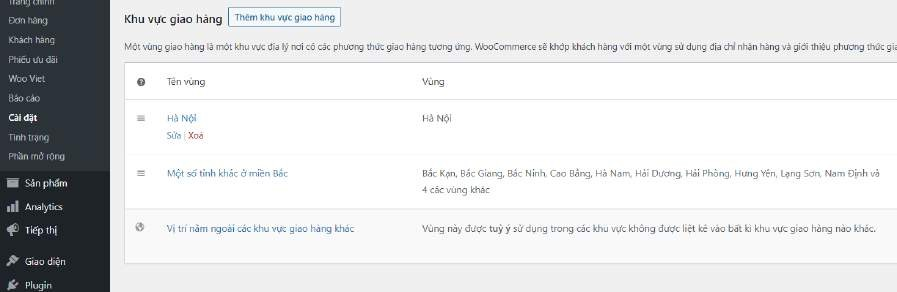 Trang chính
Đơn hàng
Khách hàng
Phiếu ưu đãi
Woo Viet
Báo cáo
Cài đặt
Tình trạng
Phần mở rộng
Sản phẩm
Analytics
Tiếp thị
Giao diện
Plugin
Khu vực giao hàng Thêm khu vực giao hàng
Một vùng giao hàng là một khu vực địa lý nơi có các phương thức giao hàng tương ứng. WooCommerce sẽ khớp khách hàng với một vùng sử dụng địa chỉ nhận hàng và giới thiệu phương thức gia
Tên vùng Vùng
Hà Nội Hà Nội
Sửa | Xoá
Một số tỉnh khác ở miền Bắc Bắc Kạn, Bắc Giang, Bắc Ninh, Cao Bằng, Hà Nam, Hải Dương, Hải Phòng, Hưng Yên, Lạng Sơn, Nam Định và
4 các vùng khác
Vị trí nằm ngoài các khu vực giao hàng khác Vùng này được tuỳ ý sử dụng trong các khu vực không được liệt kê vào bất kì khu vực giao hàng nào khác.